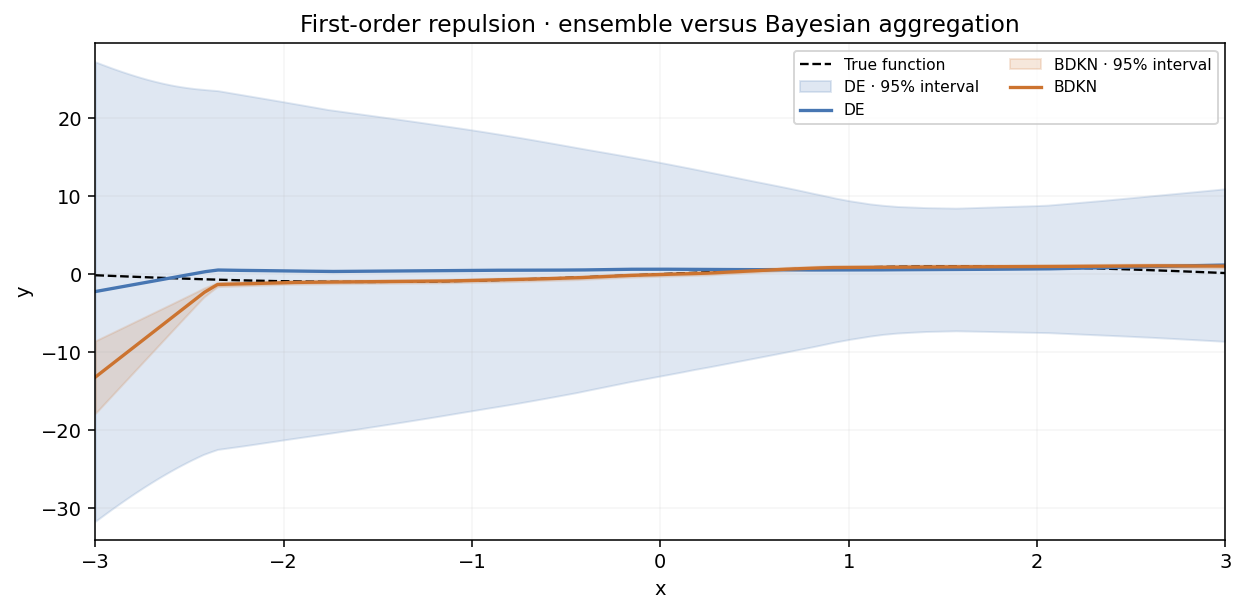 First-order repulsion · ensemble versus Bayesian aggregation
True function
DE · 95% interval
DE
BDKN · 95% interval
BDKN
y
20
10
0
−10
−20
−30
−3
−2
−1
0
1
2
3
x